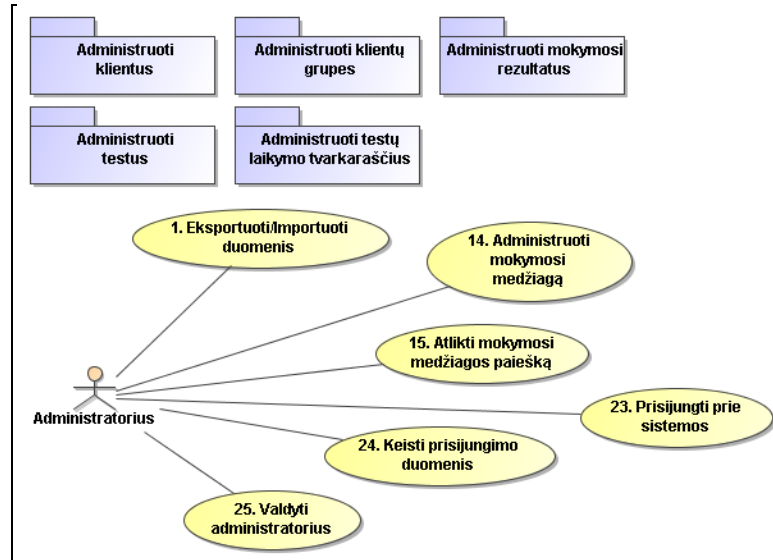 Administruoti
klientus
Administruoti klientų
grupes
Administruoti mokymosi
rezultatus
Administruoti
testus
Administruoti testų
laikymo tvarkaraščius
1. Eksportuoti/Importuoti
duomenis
14. Administruoti
mokymosi
medžiagą
15. Atlikti mokymosi
medžiagos paiešką
Administratorius
23. Prisijungti prie
sistemos
24. Keisti prisijungimo
duomenis
25. Valdyti
administratorius